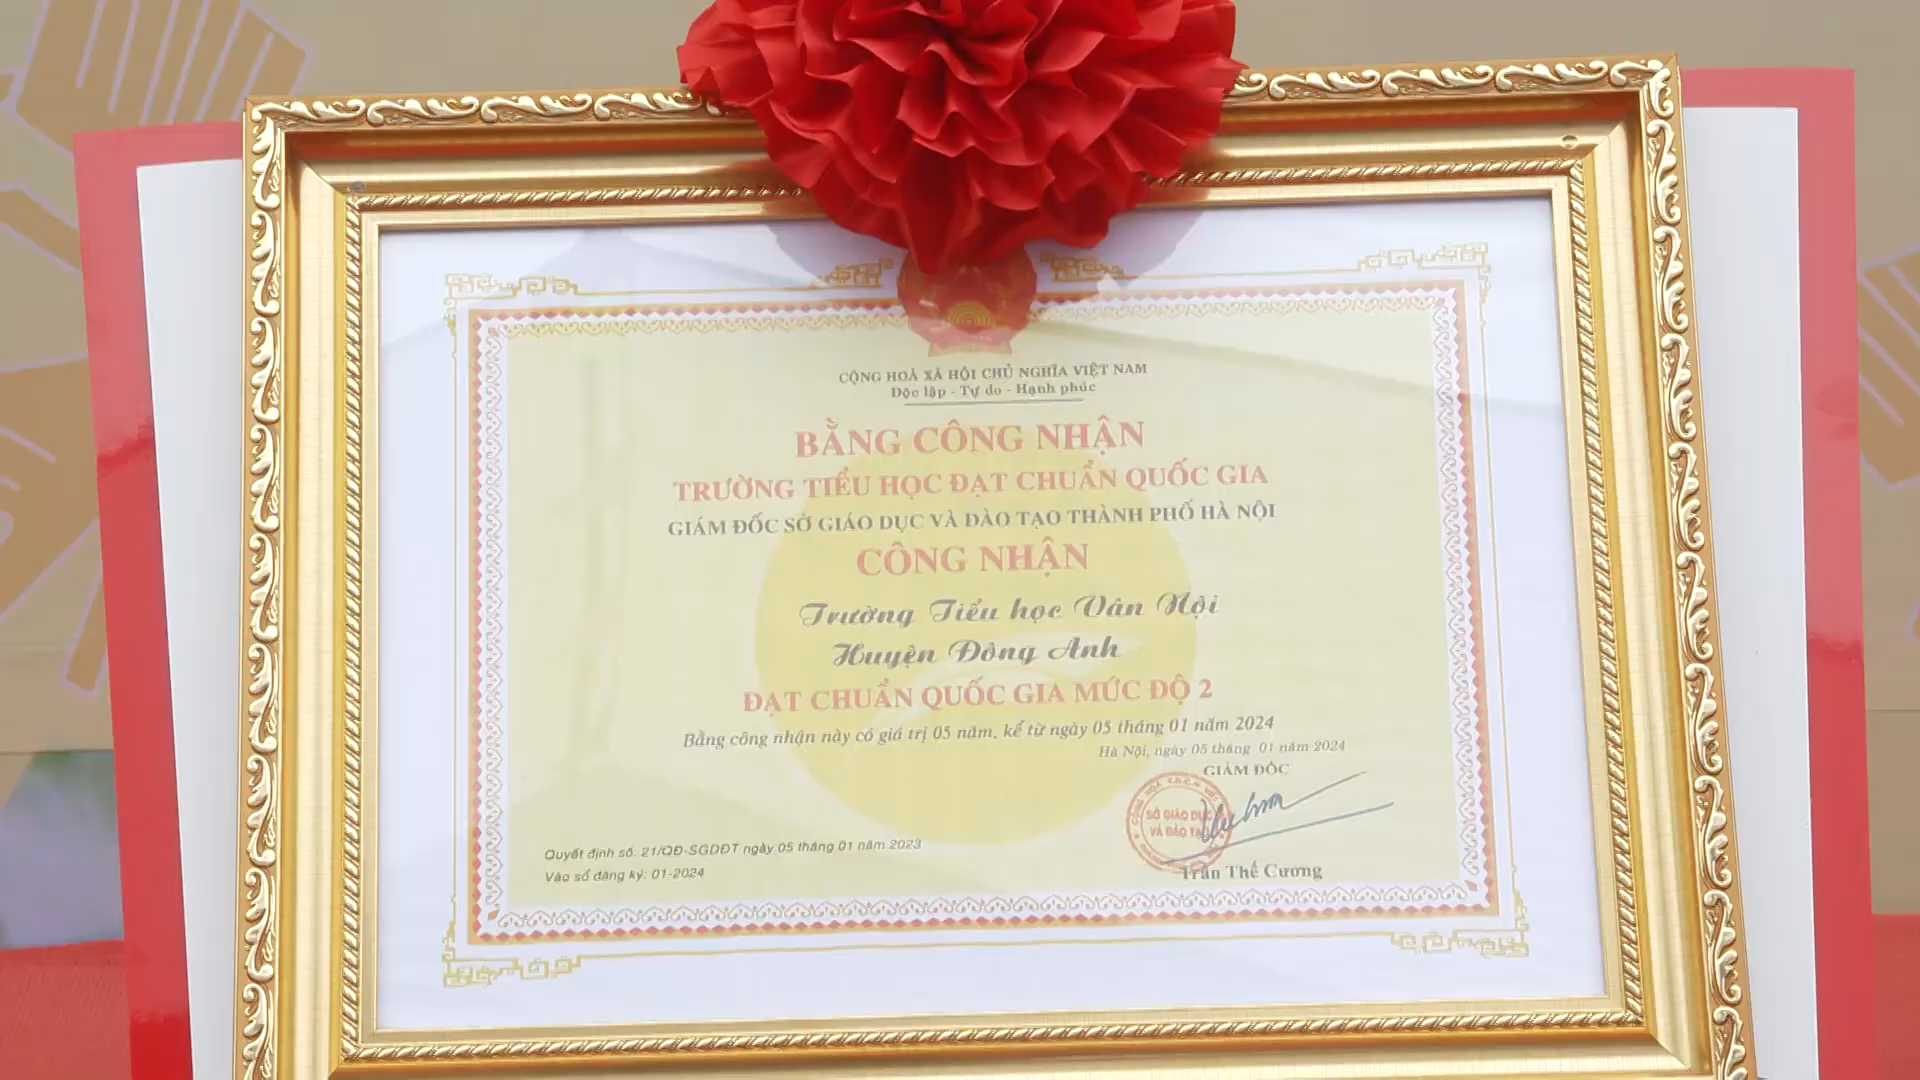 CỘNG HOÀ XÃ HỘI CHỦ NGHĨA VIỆT NAM
Độc lập - Tự do - Hạnh phúc
BẰNG CÔNG NHẬN
TRƯỜNG TIỂU HỌC ĐẠT CHUẨN QUỐC GIA
GIÁM ĐỐC SỞ GIÁO DỤC VÀ ĐÀO TẠO THÀNH PHỐ HÀ NỘI
CÔNG NHẬN
Trường Tiểu học Vân Nội
Huyện Đông Anh
ĐẠT CHUẨN QUỐC GIA MỨC ĐỘ 2
Bằng công nhận này có giá trị 05 năm, kể từ ngày 05 tháng 01 năm 2024
Hà Nội, ngày 05 tháng 01 năm 2024
GIÁM ĐỐC
SỞ GIÁO DỤC
VÀ ĐÀO TẠO
Trần Thế Cương
Quyết định số: 21/QĐ-SGDĐT ngày 05 tháng 01 năm 2023
Vào sổ đăng ký: 01-2024